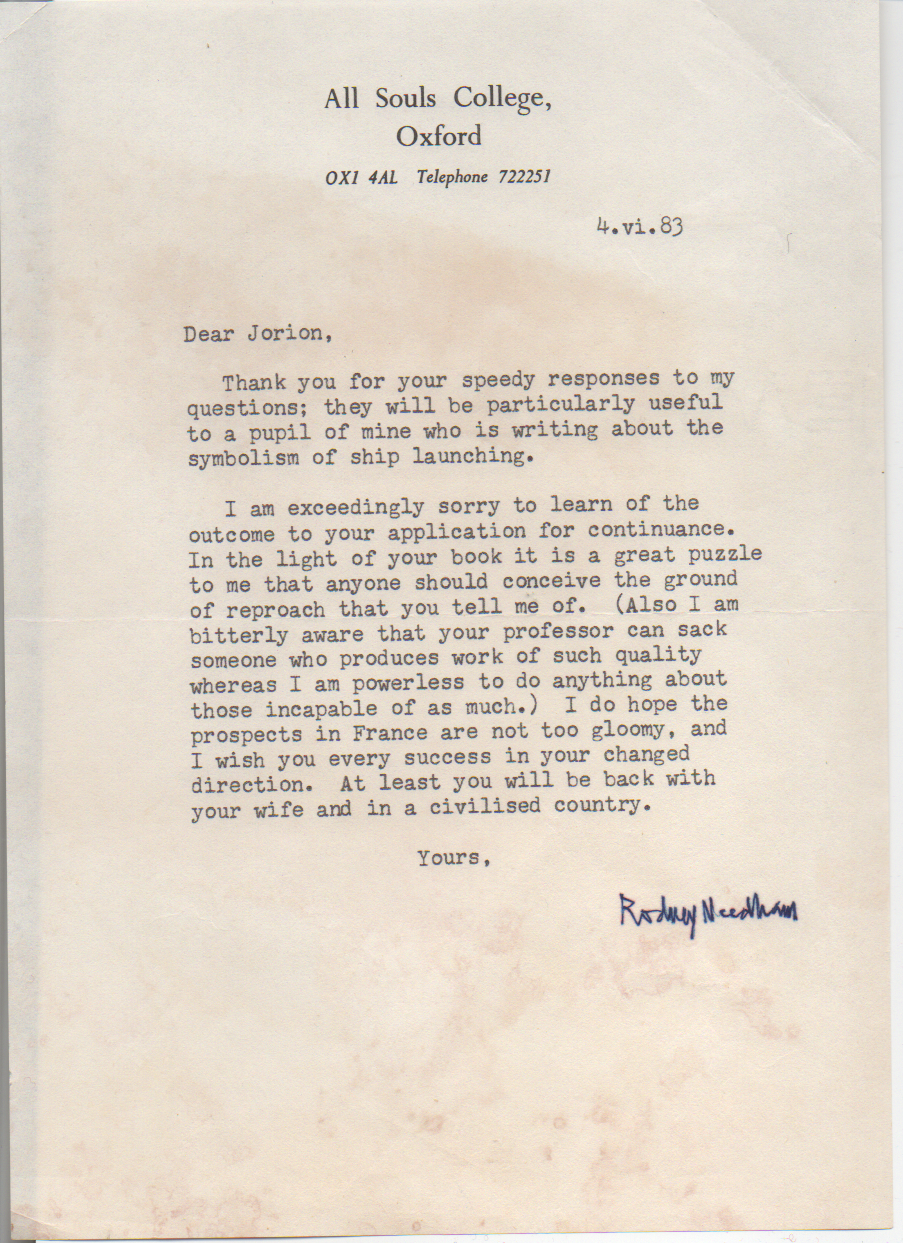 All Souls College,
Oxford
OX1 4AL Telephone 722251
4.vi.83
Dear Jorion,
Thank you for your speedy responses to my
questions; they will be particularly useful
to a pupil of mine who is writing about the
symbolism of ship launching.
I am exceedingly sorry to learn of the
outcome to your application for continuance.
In the light of your book it is a great puzzle
to me that anyone should conceive the ground
of reproach that you tell me of. (Also I am
bitterly aware that your professor can sack
someone who produces work of such quality
whereas I am powerless to do anything about
those incapable of as much.) I do hope the
prospects in France are not too gloomy, and
I wish you every success in your changed
direction. At least you will be back with
your wife and in a civilised country.
Yours,
Rodney Needham